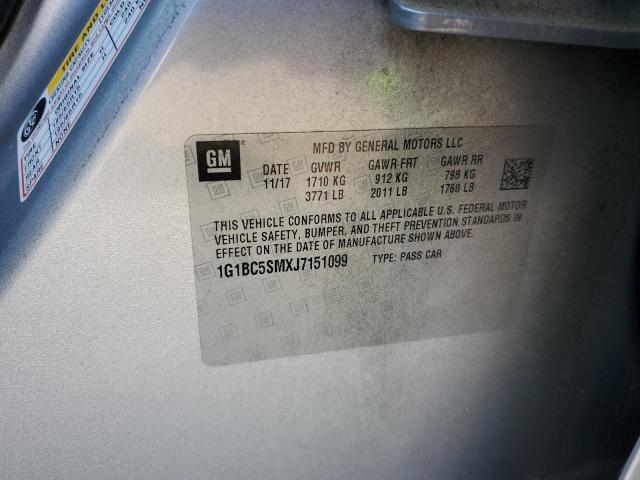 TIRE AND L
GM
MFD BY GENERAL MOTORS LLC
DATE GVWR GAWR FRT GAWR RR
11/17 1710 KG 912 KG 798 KG
3771 LB 2011 LB 1760 LB
THIS VEHICLE CONFORMS TO ALL APPLICABLE U.S. FEDERAL MOTOR
VEHICLE SAFETY, BUMPER, AND THEFT PREVENTION STANDARDS IN
EFFECT ON THE DATE OF MANUFACTURE SHOWN ABOVE.
1G1BC5SMXJ7151099 TYPE: PASS CAR